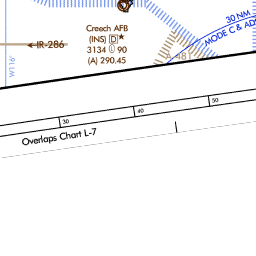 30 NM
MODE C & ADS
Creech AFB
(INS) D★
3134 90
(A) 290.45
IR-286
W116°
48
30
40
50
Overlaps Chart L-7